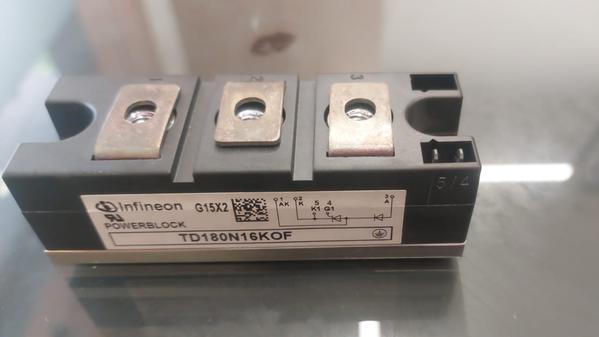 1 2 3
5/4
infineon G15X2
1 2 5 4 3
AK K K1 G1 A
POWERBLOCK
TD180N16KOF